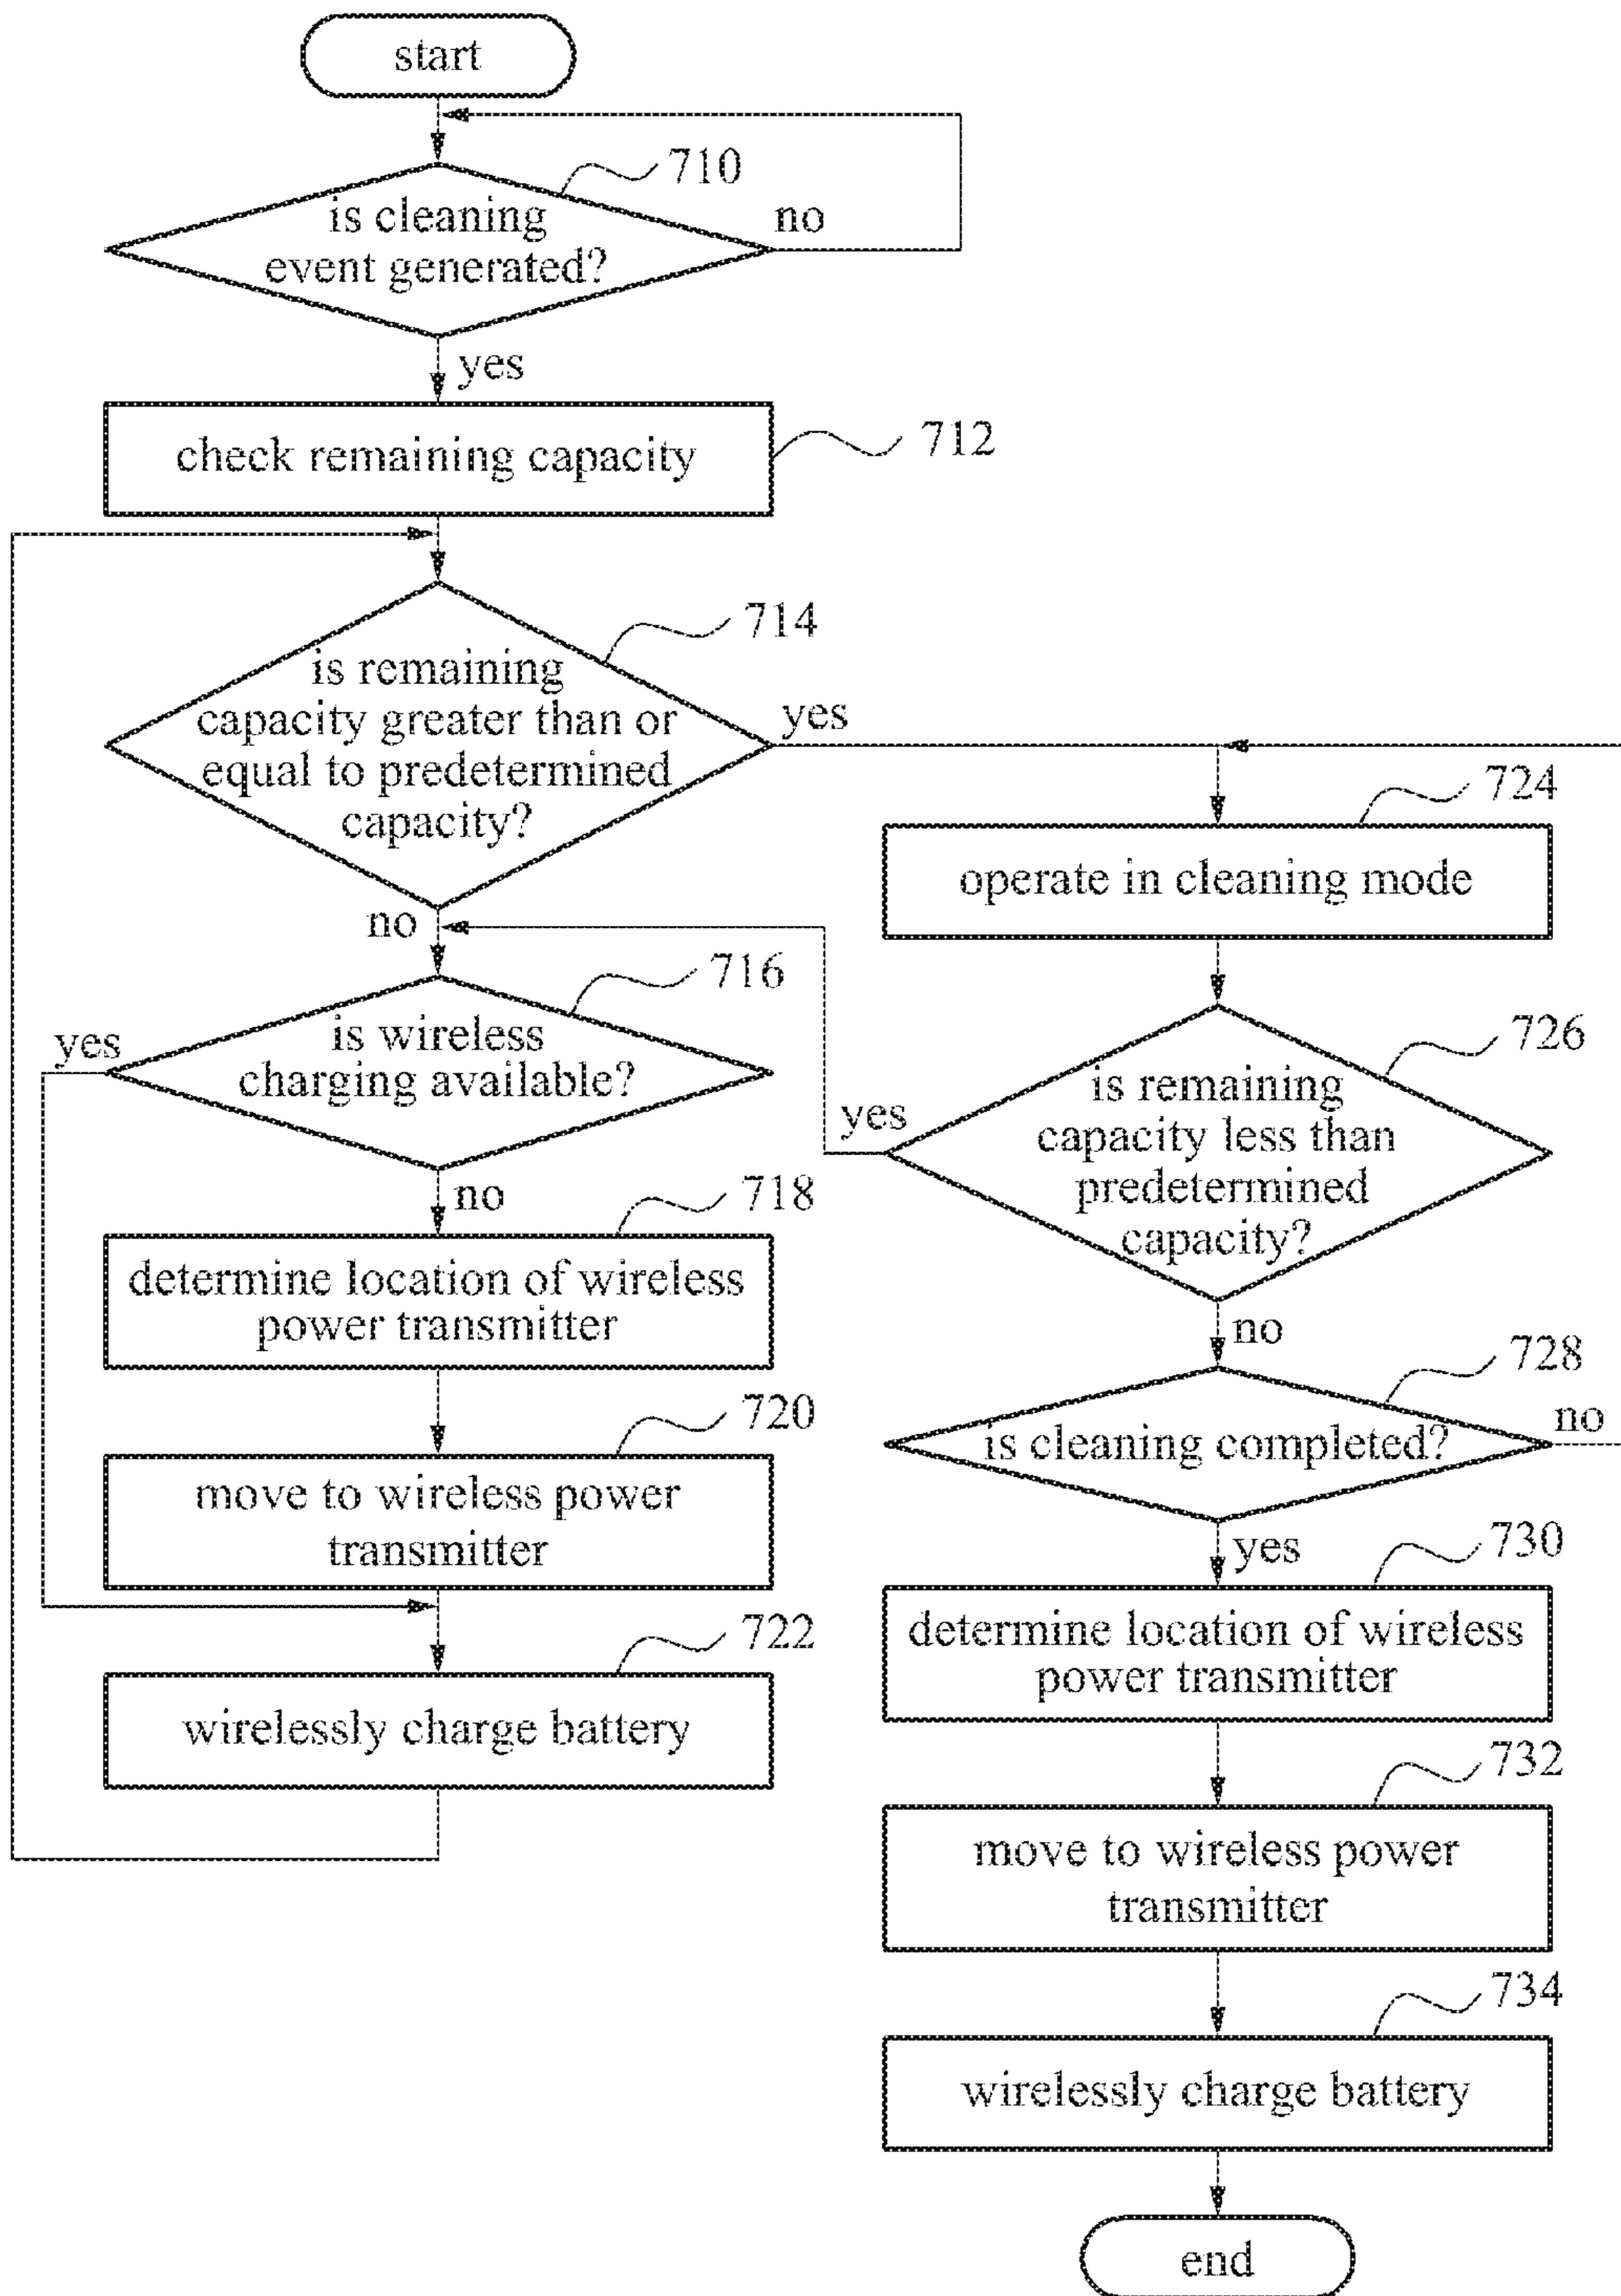 start
710
is cleaning
event generated?
no
yes
check remaining capacity
712
714
is remaining
capacity greater than or
equal to predetermined
capacity?
yes
no
716
is wireless
charging available?
yes
no
718
determine location of wireless
power transmitter
720
move to wireless power
transmitter
722
wirelessly charge battery
724
operate in cleaning mode
726
is remaining
capacity less than
predetermined
capacity?
yes
no
728
is cleaning completed?
no
yes
730
determine location of wireless
power transmitter
732
move to wireless power
transmitter
734
wirelessly charge battery
end